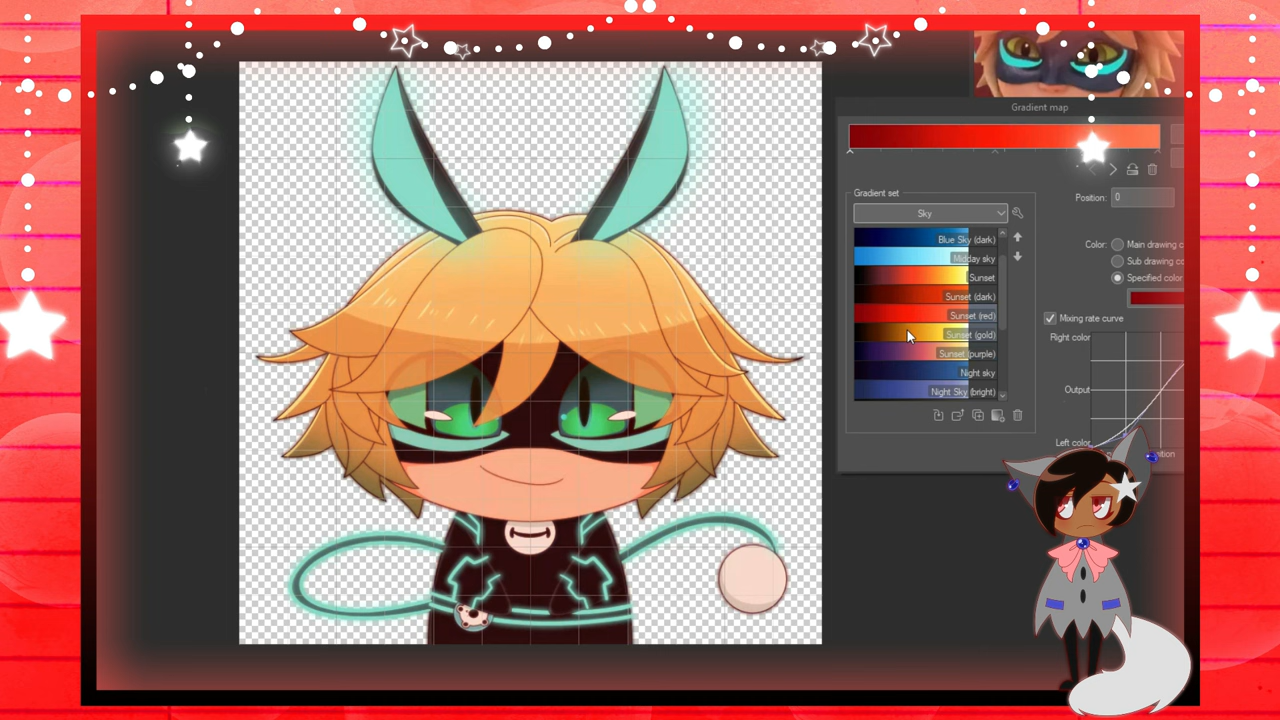 Gradient map
Gradient set
Sky
Position: 0
Blue Sky (dark)
Midday sky
Sunset
Sunset (dark)
Sunset (red)
Sunset (gold)
Sunset (purple)
Night sky
Night Sky (bright)
Color:
Main drawing c
Sub drawing co
Specified color
Mixing rate curve
Right color
Output
Left color
ition